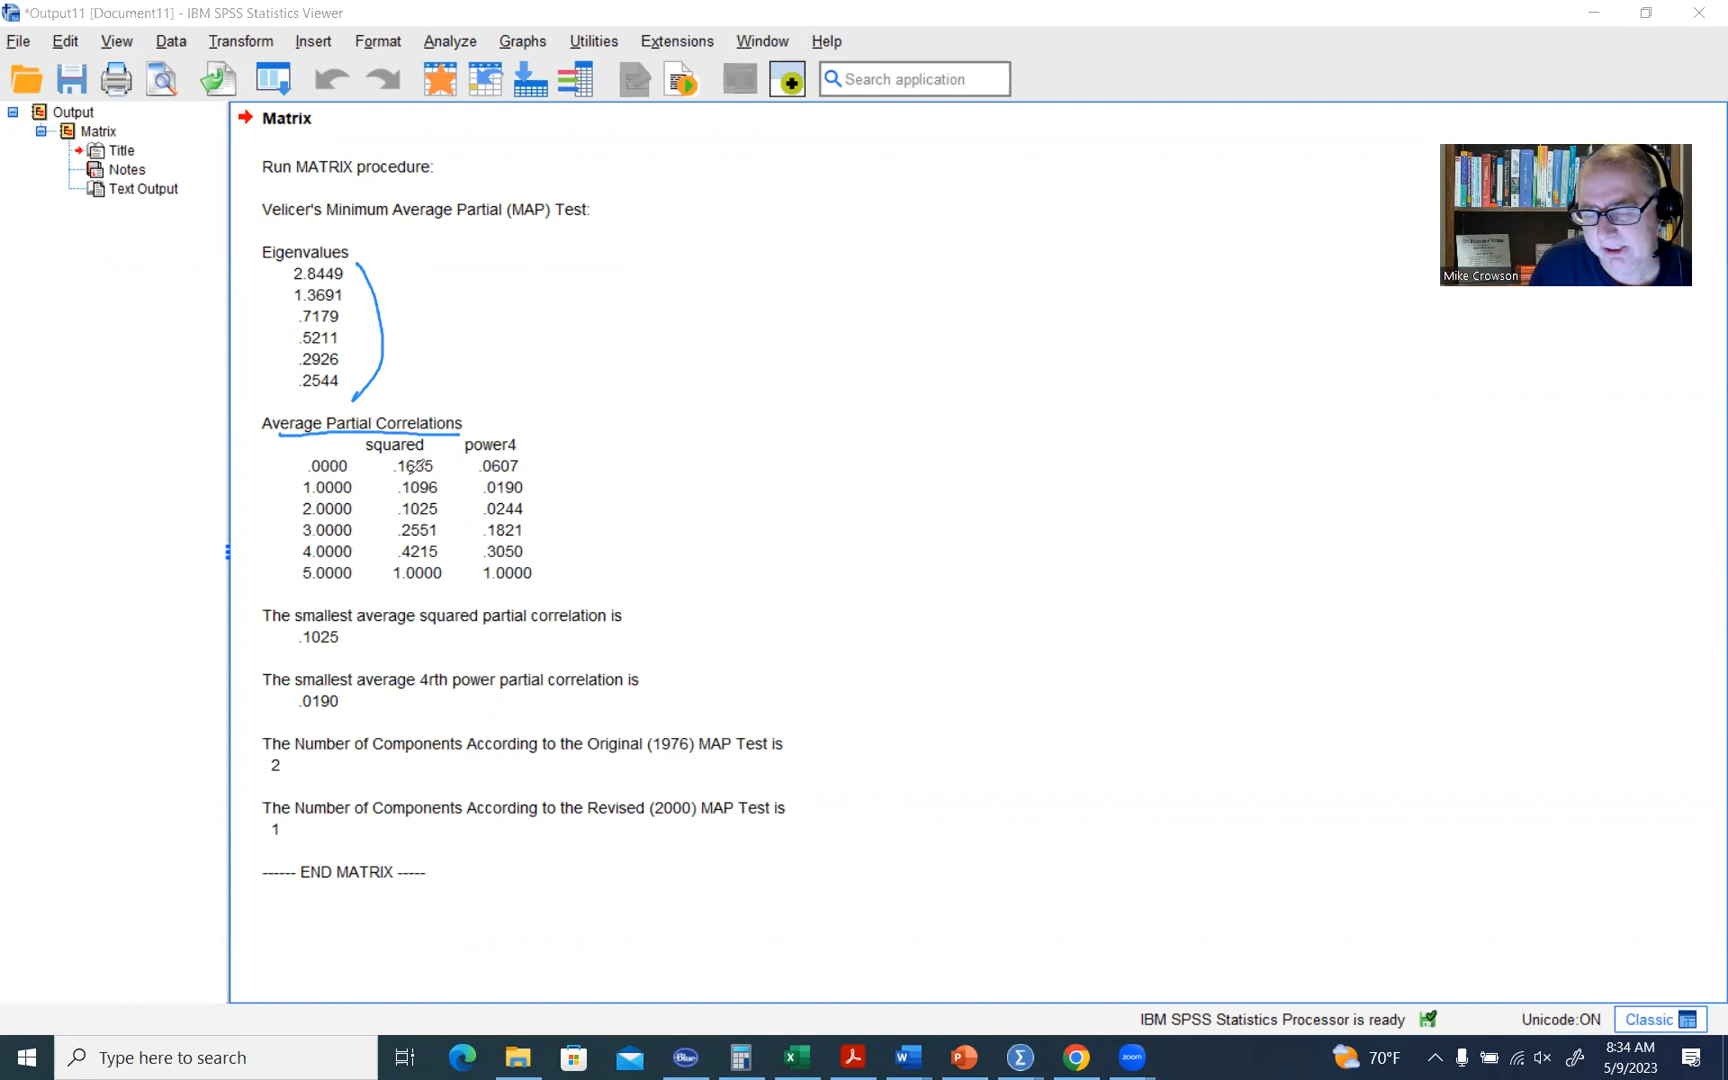 *Output11 [Document11] - IBM SPSS Statistics Viewer
File Edit View Data Transform Insert Format Analyze Graphs Utilities Extensions Window Help
Search application
Output
Matrix
Title
Notes
Text Output
Matrix
Run MATRIX procedure:
Velicer's Minimum Average Partial (MAP) Test:
Eigenvalues
2.8449
1.3691
.7179
.5211
.2926
.2544
Average Partial Correlations
squared power4
.0000 .0607
1.0000 .1096 .0190
2.0000 .1025 .0244
3.0000 .2551 .1821
4.0000 .4215 .3050
5.0000 1.0000 1.0000
The smallest average squared partial correlation is
.1025
The smallest average 4rth power partial correlation is
.0190
The Number of Components According to the Original (1976) MAP Test is
2
The Number of Components According to the Revised (2000) MAP Test is
1
------ END MATRIX -----
Mike Crowson
IBM SPSS Statistics Processor is ready Unicode:ON Classic
Type here to search
Blue
zoom
70°F
8:34 AM
5/9/2023